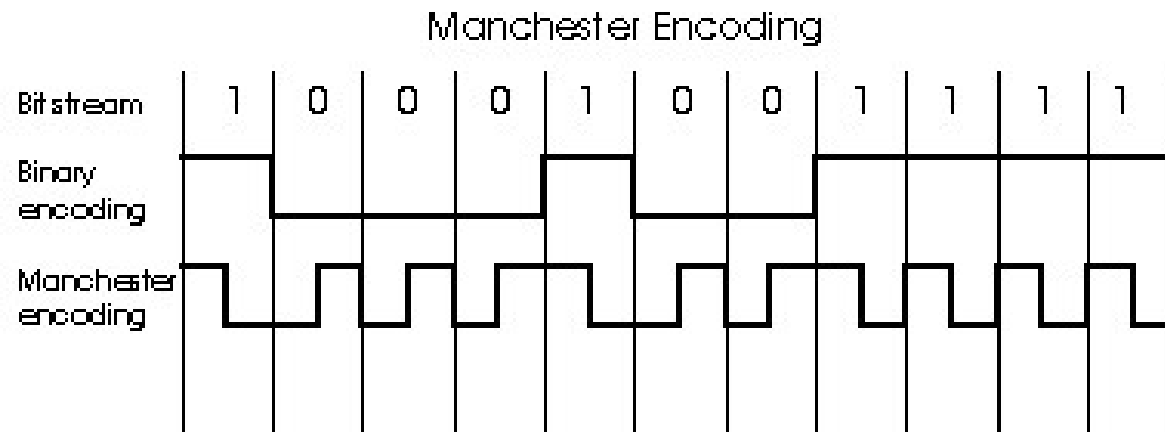 Manchester Encoding
Bitstream 1 0 0 0 1 0 0 1 1 1 1
Binary
encoding
Manchester
encoding